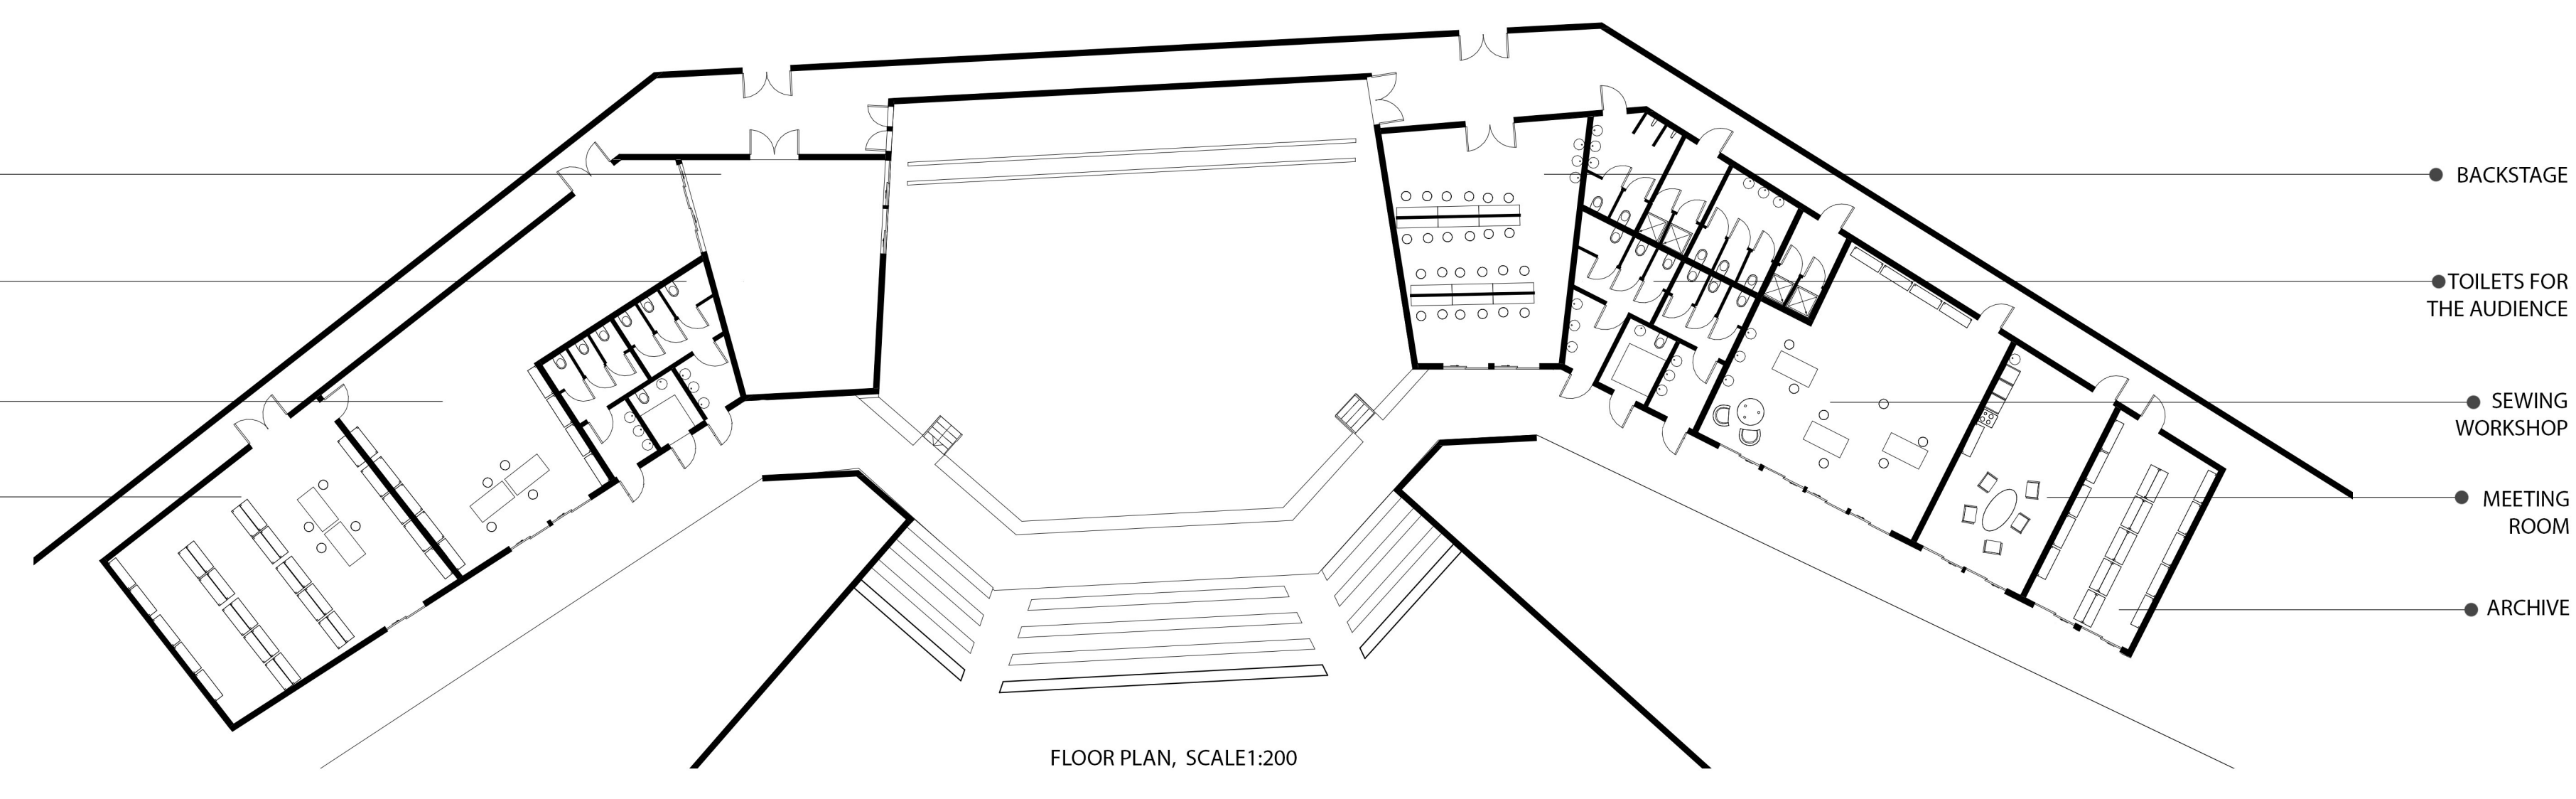 BACKSTAGE
TOILETS FOR
THE AUDIENCE
SEWING
WORKSHOP
MEETING
ROOM
ARCHIVE
FLOOR PLAN, SCALE1:200